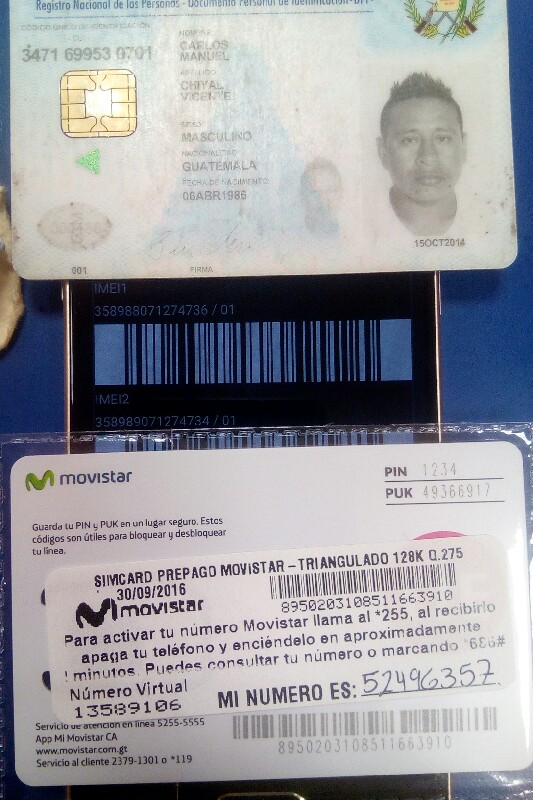 Registro Nacional de las Personas - Documento Personal de Identificación-DPI-
CÓDIGO ÚNICO DE IDENTIFICACIÓN
CUI
3471 69953 0701
NOMBRE
CARLOS
MANUEL
APELLIDO
CHIYAL
VICENTE
SEXO
MASCULINO
NACIONALIDAD
GUATEMALA
FECHA DE NACIMIENTO
06ABR1986
15OCT2014
001
FIRMA
IMEI1
358988071274736 / 01
IMEI2
358989071274734 / 01
movistar
PIN 1234
PUK 49366917
Guarda tu PIN y PUK en un lugar seguro. Estos
códigos son útiles para bloquear y desbloquear
tu línea.
SIMCARD PREPAGO MOVISTAR - TRIANGULADO 128K Q.275
30/09/2016
movistar
8950203108511663910
Para activar tu número Movistar llama al *255, al recibirlo
apaga tu teléfono y enciéndelo en aproximadamente
minutos. Puedes consultar tu número o marcando *686#
Número Virtual
13589106
MI NUMERO ES: 52496357
Servicio de atención en línea 5255-5555
App Mi Movistar CA
www.movistar.com.gt
Servicio al cliente 2379-1301 o *119
8950203108511663910